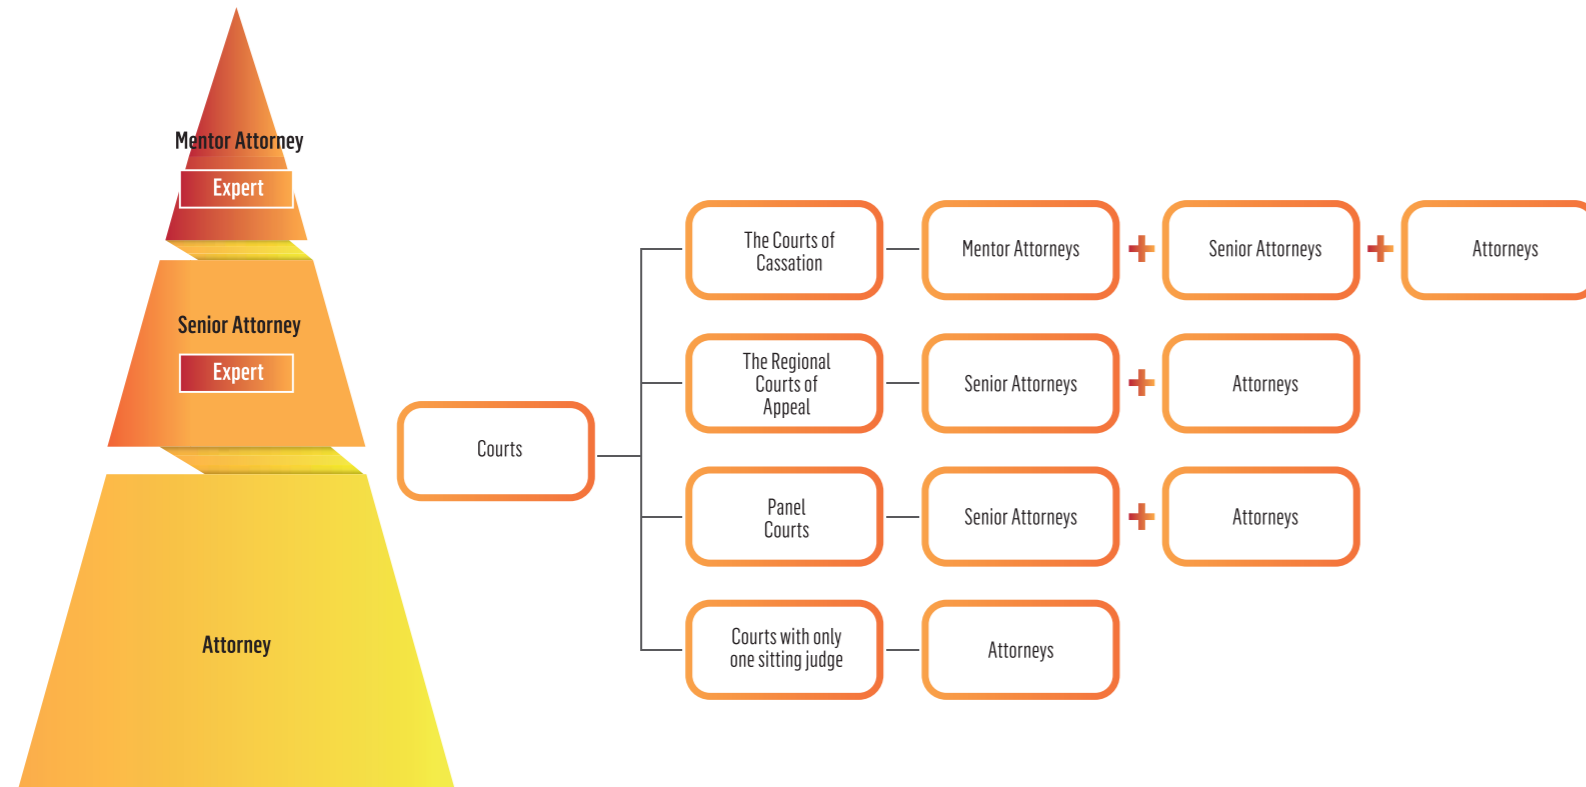 Mentor Attorney
Expert
Senior Attorney
Expert
Attorney
Courts
The Courts of
Cassation
Mentor Attorneys
Senior Attorneys
Attorneys
The Regional
Courts of
Appeal
Senior Attorneys
Attorneys
Panel
Courts
Senior Attorneys
Attorneys
Courts with only
one sitting judge
Attorneys